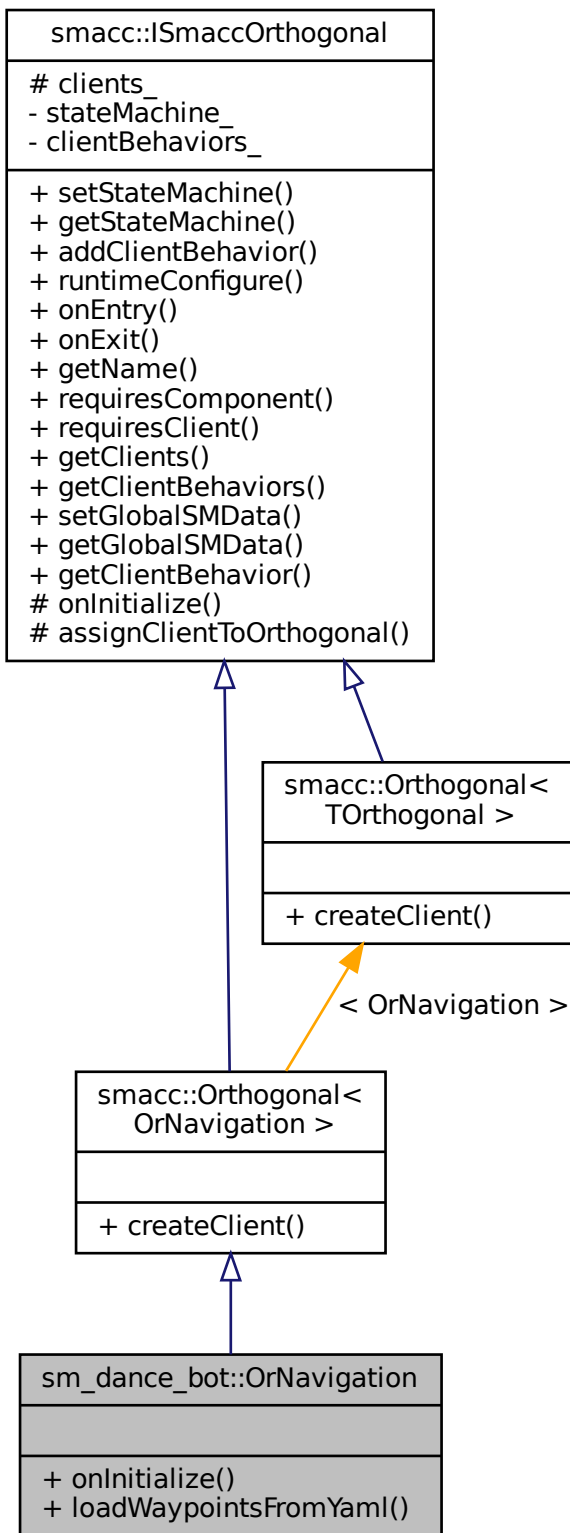 smacc::ISmaccOrthogonal
# clients_
- stateMachine_
- clientBehaviors_
+ setStateMachine()
+ getStateMachine()
+ addClientBehavior()
+ runtimeConfigure()
+ onEntry()
+ onExit()
+ getName()
+ requiresComponent()
+ requiresClient()
+ getClients()
+ getClientBehaviors()
+ setGlobalSMData()
+ getGlobalSMData()
+ getClientBehavior()
# onInitialize()
# assignClientToOrthogonal()
smacc::Orthogonal<
TOrthogonal >
+ createClient()
< OrNavigation >
smacc::Orthogonal<
OrNavigation >
+ createClient()
sm_dance_bot::OrNavigation
+ onInitialize()
+ loadWaypointsFromYaml()